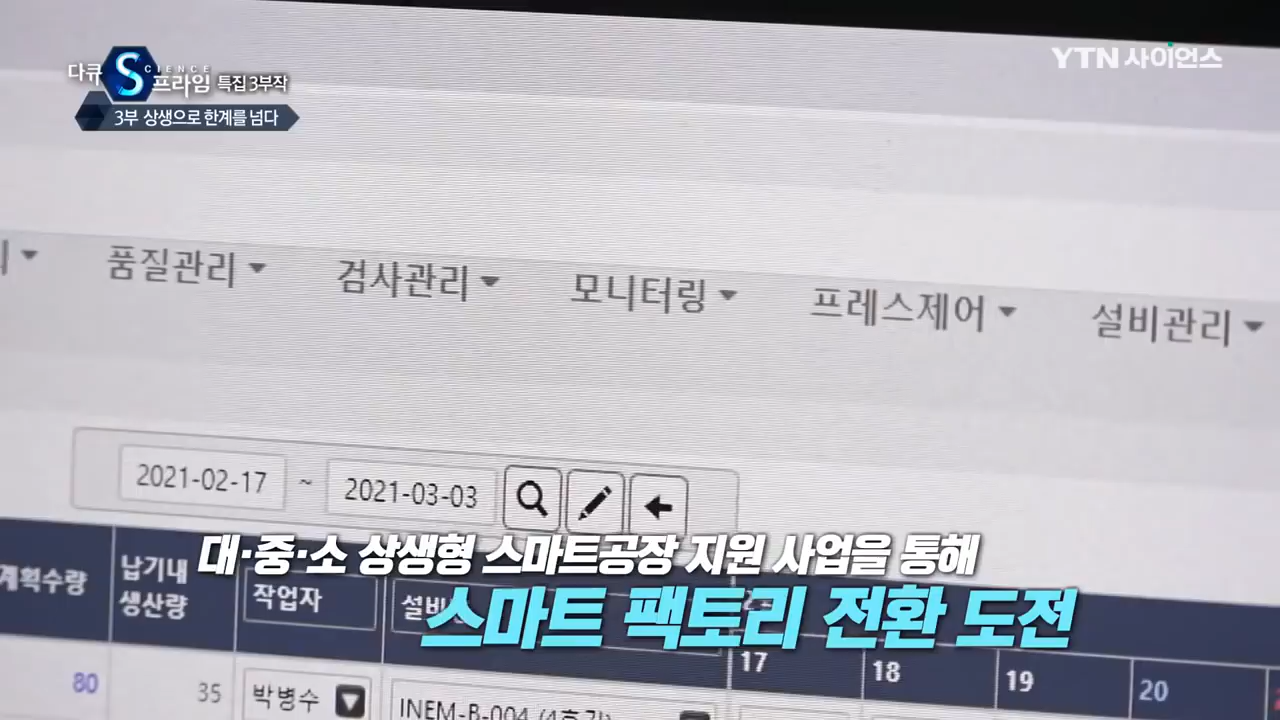 다큐 S SCIENCE 프라임 특집 3부작
YTN 사이언스
3부 상생으로 한계를 넘다
품질관리 검사관리 모니터링 프레스제어 설비관리
2021-02-17 ~ 2021-03-03
대·중·소 상생형 스마트공장 지원 사업을 통해
스마트 팩토리 전환 도전
계획수량 납기내 생산량 작업자
17 18 19 20
80 35 박병수 INEM-B-004 (4호기)